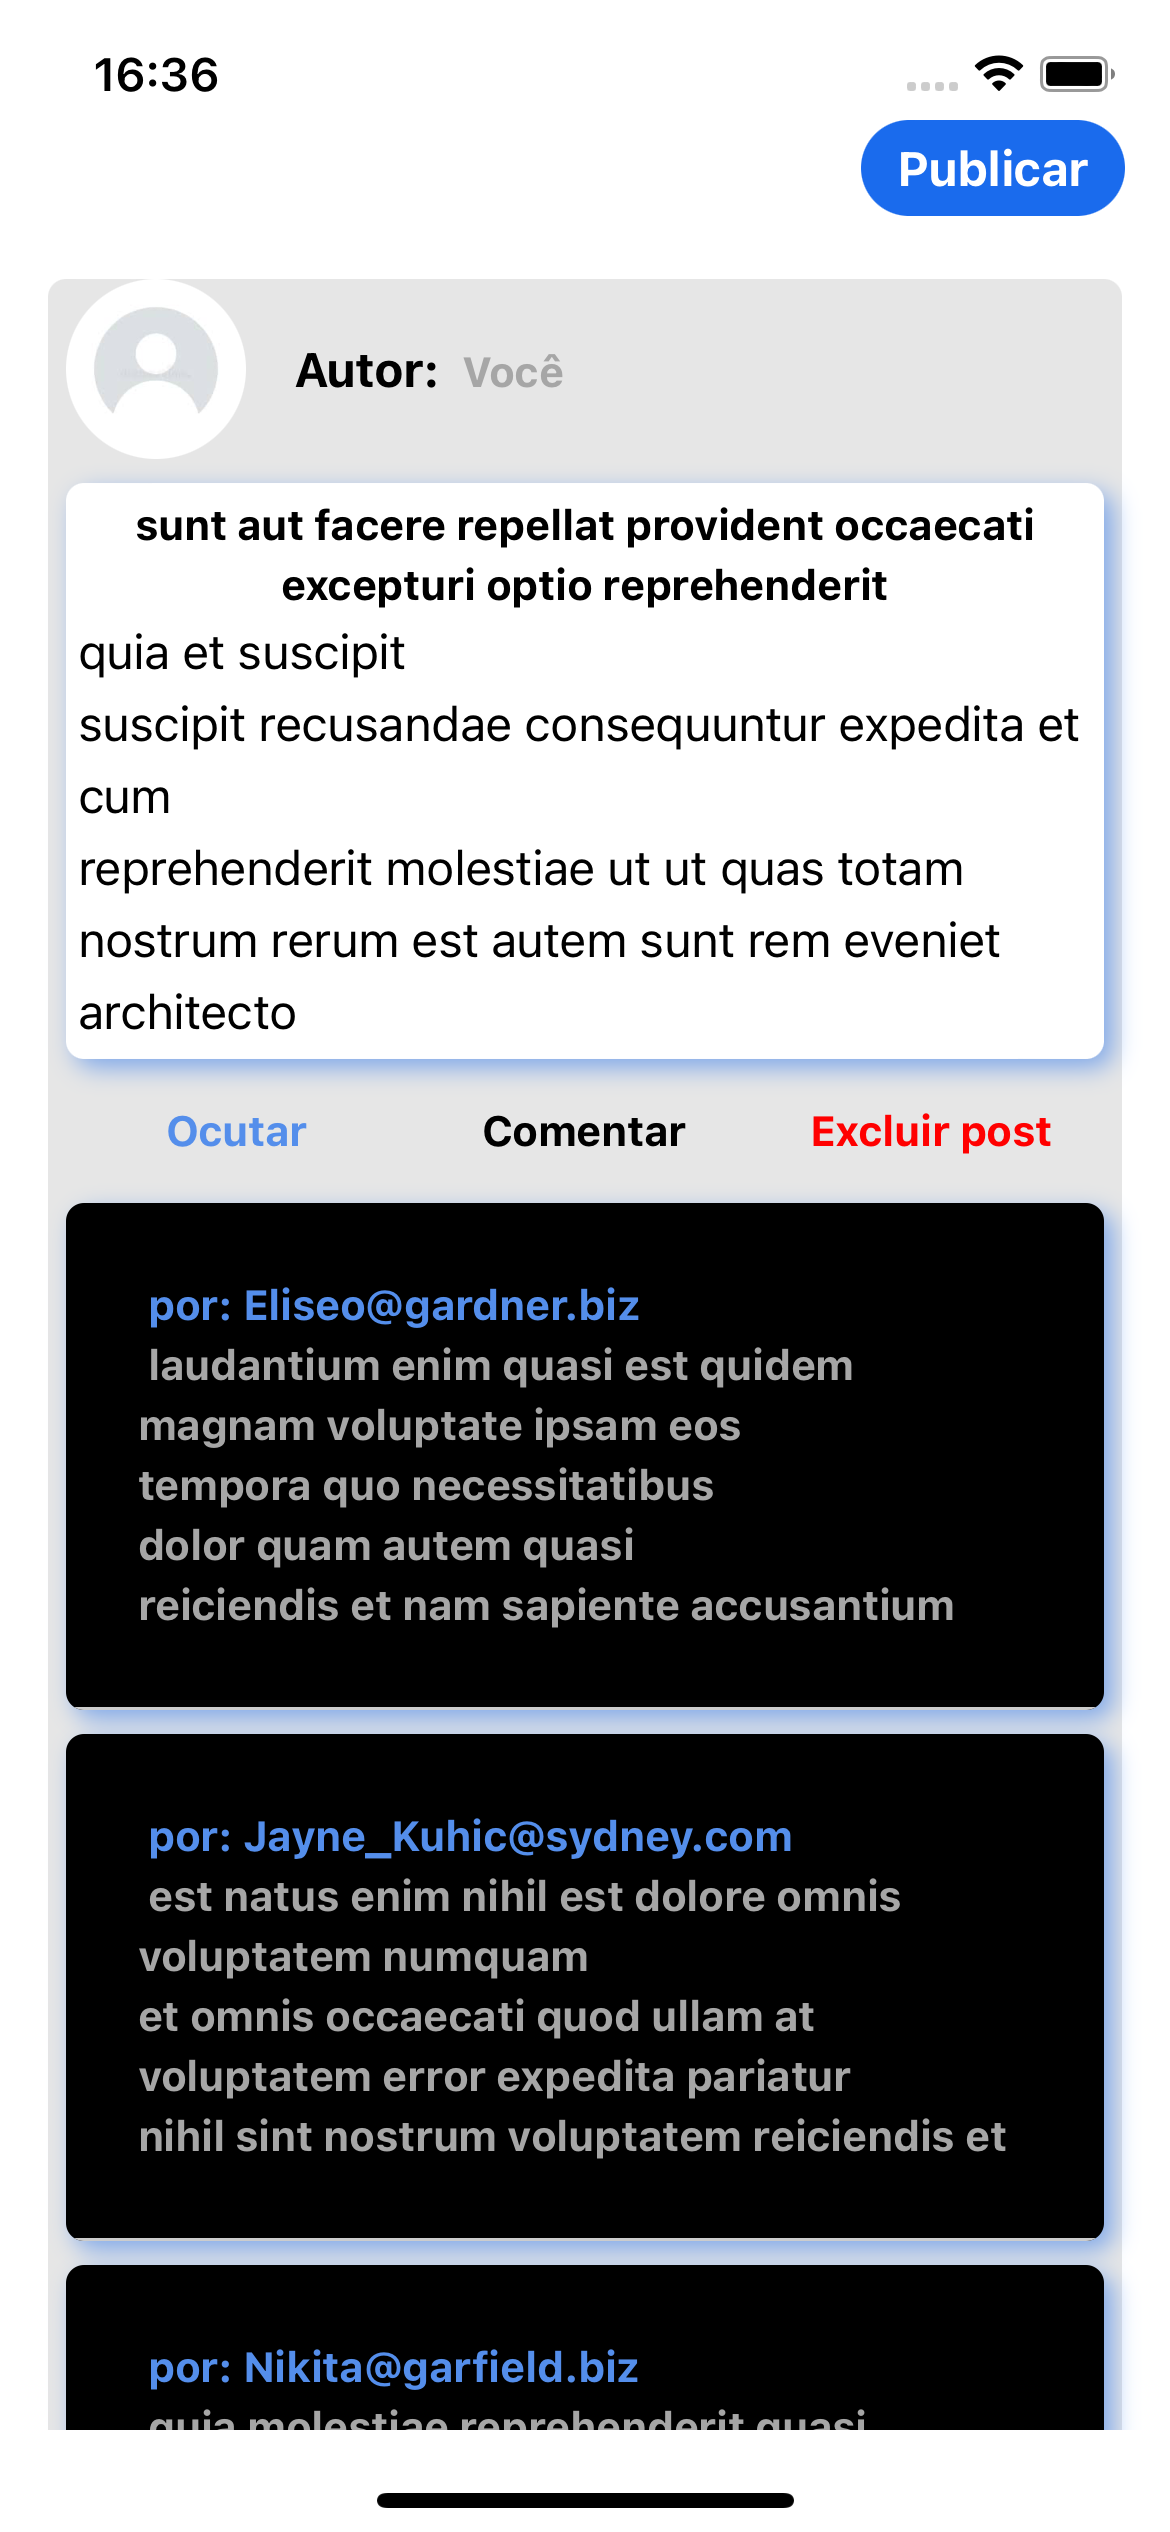 16:36
Publicar
Autor: Você
sunt aut facere repellat provident occaecati
excepturi optio reprehenderit
quia et suscipit
suscipit recusandae consequuntur expedita et
cum
reprehenderit molestiae ut ut quas totam
nostrum rerum est autem sunt rem eveniet
architecto
Ocutar Comentar Excluir post
por: Eliseo@gardner.biz
laudantium enim quasi est quidem
magnam voluptate ipsam eos
tempora quo necessitatibus
dolor quam autem quasi
reiciendis et nam sapiente accusantium
por: Jayne_Kuhic@sydney.com
est natus enim nihil est dolore omnis
voluptatem numquam
et omnis occaecati quod ullam at
voluptatem error expedita pariatur
nihil sint nostrum voluptatem reiciendis et
por: Nikita@garfield.biz
quia molestiae reprehenderit quasi